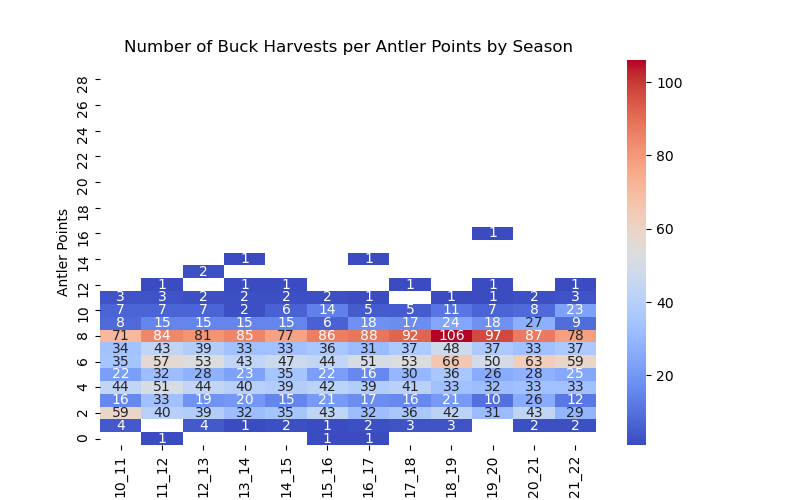 Number of Buck Harvests per Antler Points by Season
Antler Points
28
26
24
22
20
18
16 1
14 1 1
2
12 1 1 1 1 1 1
3 3 2 2 2 2 1 1 1 2 3
10 7 7 7 2 6 14 5 5 11 7 8 23
8 15 15 15 15 6 18 17 24 18 27 9
8 71 84 81 85 77 86 88 92 106 97 87 78
34 43 39 33 33 36 31 37 48 37 33 37
6 35 57 53 43 47 44 51 53 66 50 63 59
22 32 28 23 35 22 16 30 36 26 28 25
4 44 51 44 40 39 42 39 41 33 32 33 33
16 33 19 20 15 21 17 16 21 10 26 12
2 59 40 39 32 35 43 32 36 42 31 43 29
4 4 1 2 1 2 3 3 2 2
0 1 1 1
10_11 11_12 12_13 13_14 14_15 15_16 16_17 17_18 18_19 19_20 20_21 21_22
100
80
60
40
20